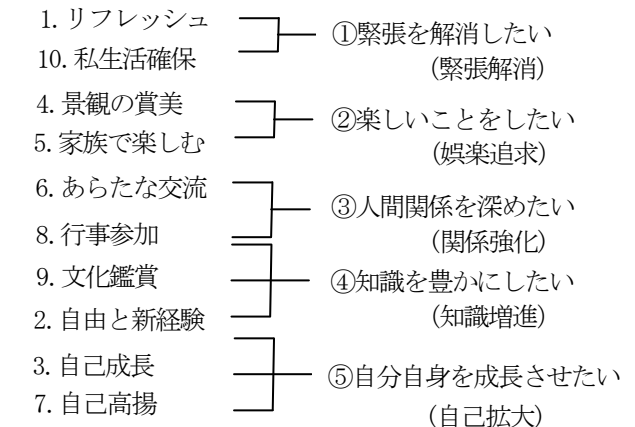 1. リフレッシュ
10. 私生活確保
①緊張を解消したい
(緊張解消)
4. 景観の賞美
5. 家族で楽しむ
②楽しいことをしたい
(娯楽追求)
6. あらたな交流
8. 行事参加
③人間関係を深めたい
(関係強化)
9. 文化鑑賞
2. 自由と新経験
④知識を豊かにしたい
(知識増進)
3. 自己成長
7. 自己高揚
⑤自分自身を成長させたい
(自己拡大)